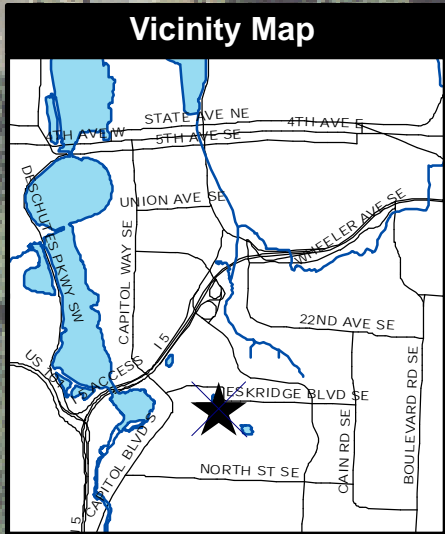 Vicinity Map
STATE AVE NE
4TH AVE E
4TH AVE W
5TH AVE SE
DESCHUTES PKWY SW
UNION AVE SE
WHEELER AVE SE
CAPITOL WAY SE
I 5
22ND AVE SE
ACCESS
ESKRIDGE BLVD SE
BOULEVARD RD SE
CAIN RD SE
CAPITOL BLVD S
NORTH ST SE
I 5